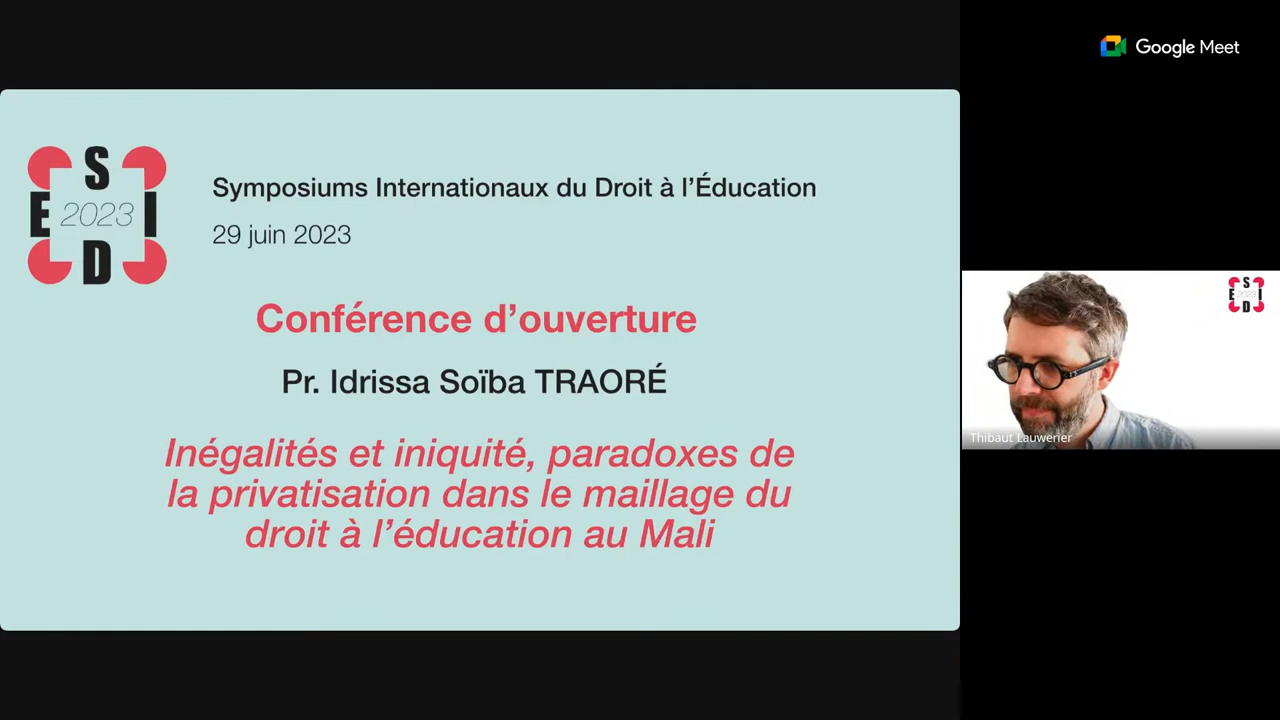 Google Meet
S
E 2023 I
D
Symposiums Internationaux du Droit à l'Éducation
29 juin 2023
Conférence d'ouverture
Pr. Idrissa Soïba TRAORÉ
Inégalités et iniquité, paradoxes de
la privatisation dans le maillage du
droit à l'éducation au Mali
S
E 2023 I
D
Thibaut Lauwerier